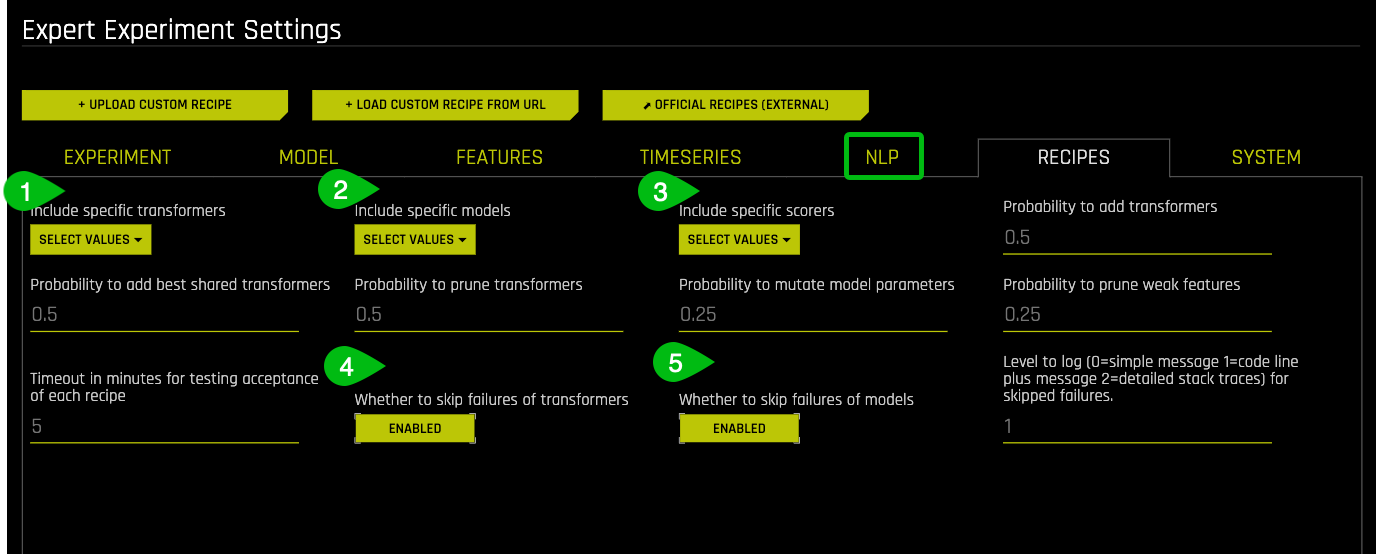 Expert Experiment Settings
+ UPLOAD CUSTOM RECIPE
+ LOAD CUSTOM RECIPE FROM URL
OFFICIAL RECIPES (EXTERNAL)
EXPERIMENT
MODEL
FEATURES
TIMESERIES
NLP
RECIPES
SYSTEM
1
Include specific transformers
SELECT VALUES
2
Include specific models
SELECT VALUES
3
Include specific scorers
SELECT VALUES
Probability to add transformers
0.5
Probability to add best shared transformers
0.5
Probability to prune transformers
0.5
Probability to mutate model parameters
0.25
Probability to prune weak features
0.25
Timeout in minutes for testing acceptance
of each recipe
5
4
Whether to skip failures of transformers
ENABLED
5
Whether to skip failures of models
ENABLED
Level to log (0=simple message 1=code line
plus message 2=detailed stack traces) for
skipped failures.
1